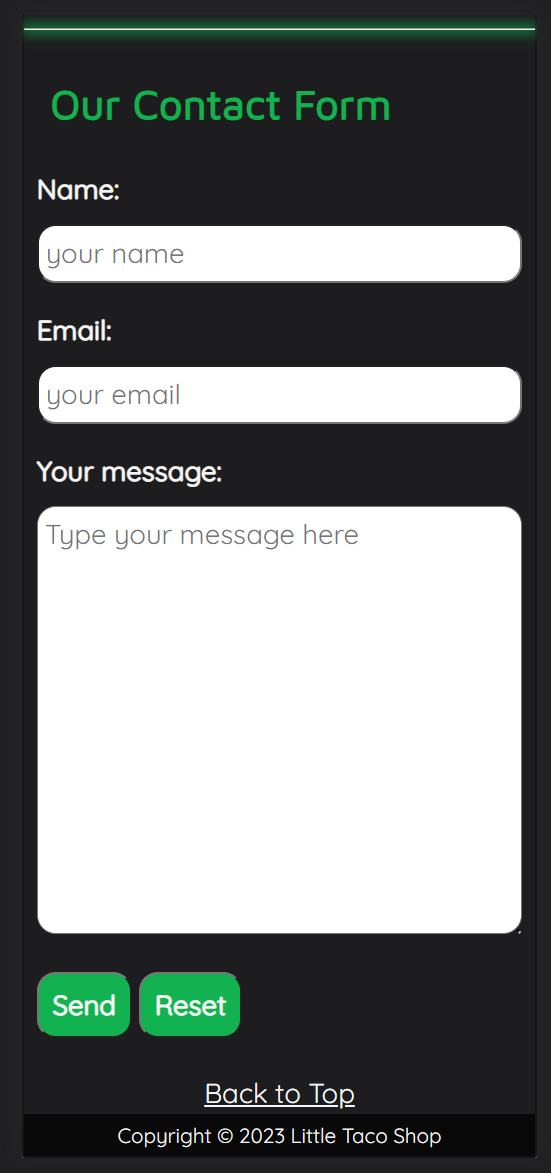 Our Contact Form
Name:
your name
Email:
your email
Your message:
Type your message here
Send Reset
Back to Top
Copyright © 2023 Little Taco Shop